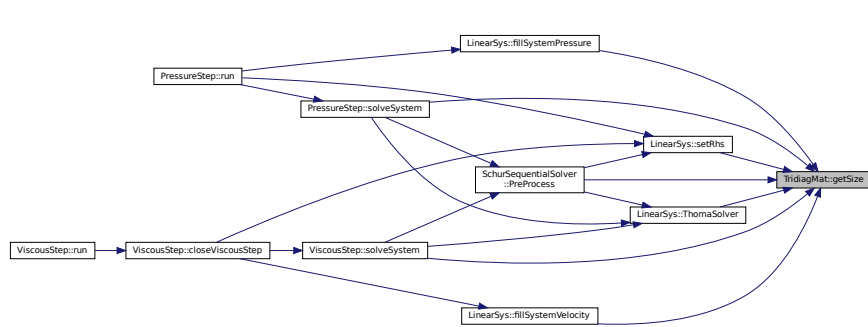 LinearSys::fillSystemPressure
PressureStep::run
PressureStep::solveSystem
LinearSys::setRhs
SchurSequentialSolver
::PreProcess
TridiagMat::getSize
LinearSys::ThomaSolver
ViscousStep::run
ViscousStep::closeViscousStep
ViscousStep::solveSystem
LinearSys::fillSystemVelocity